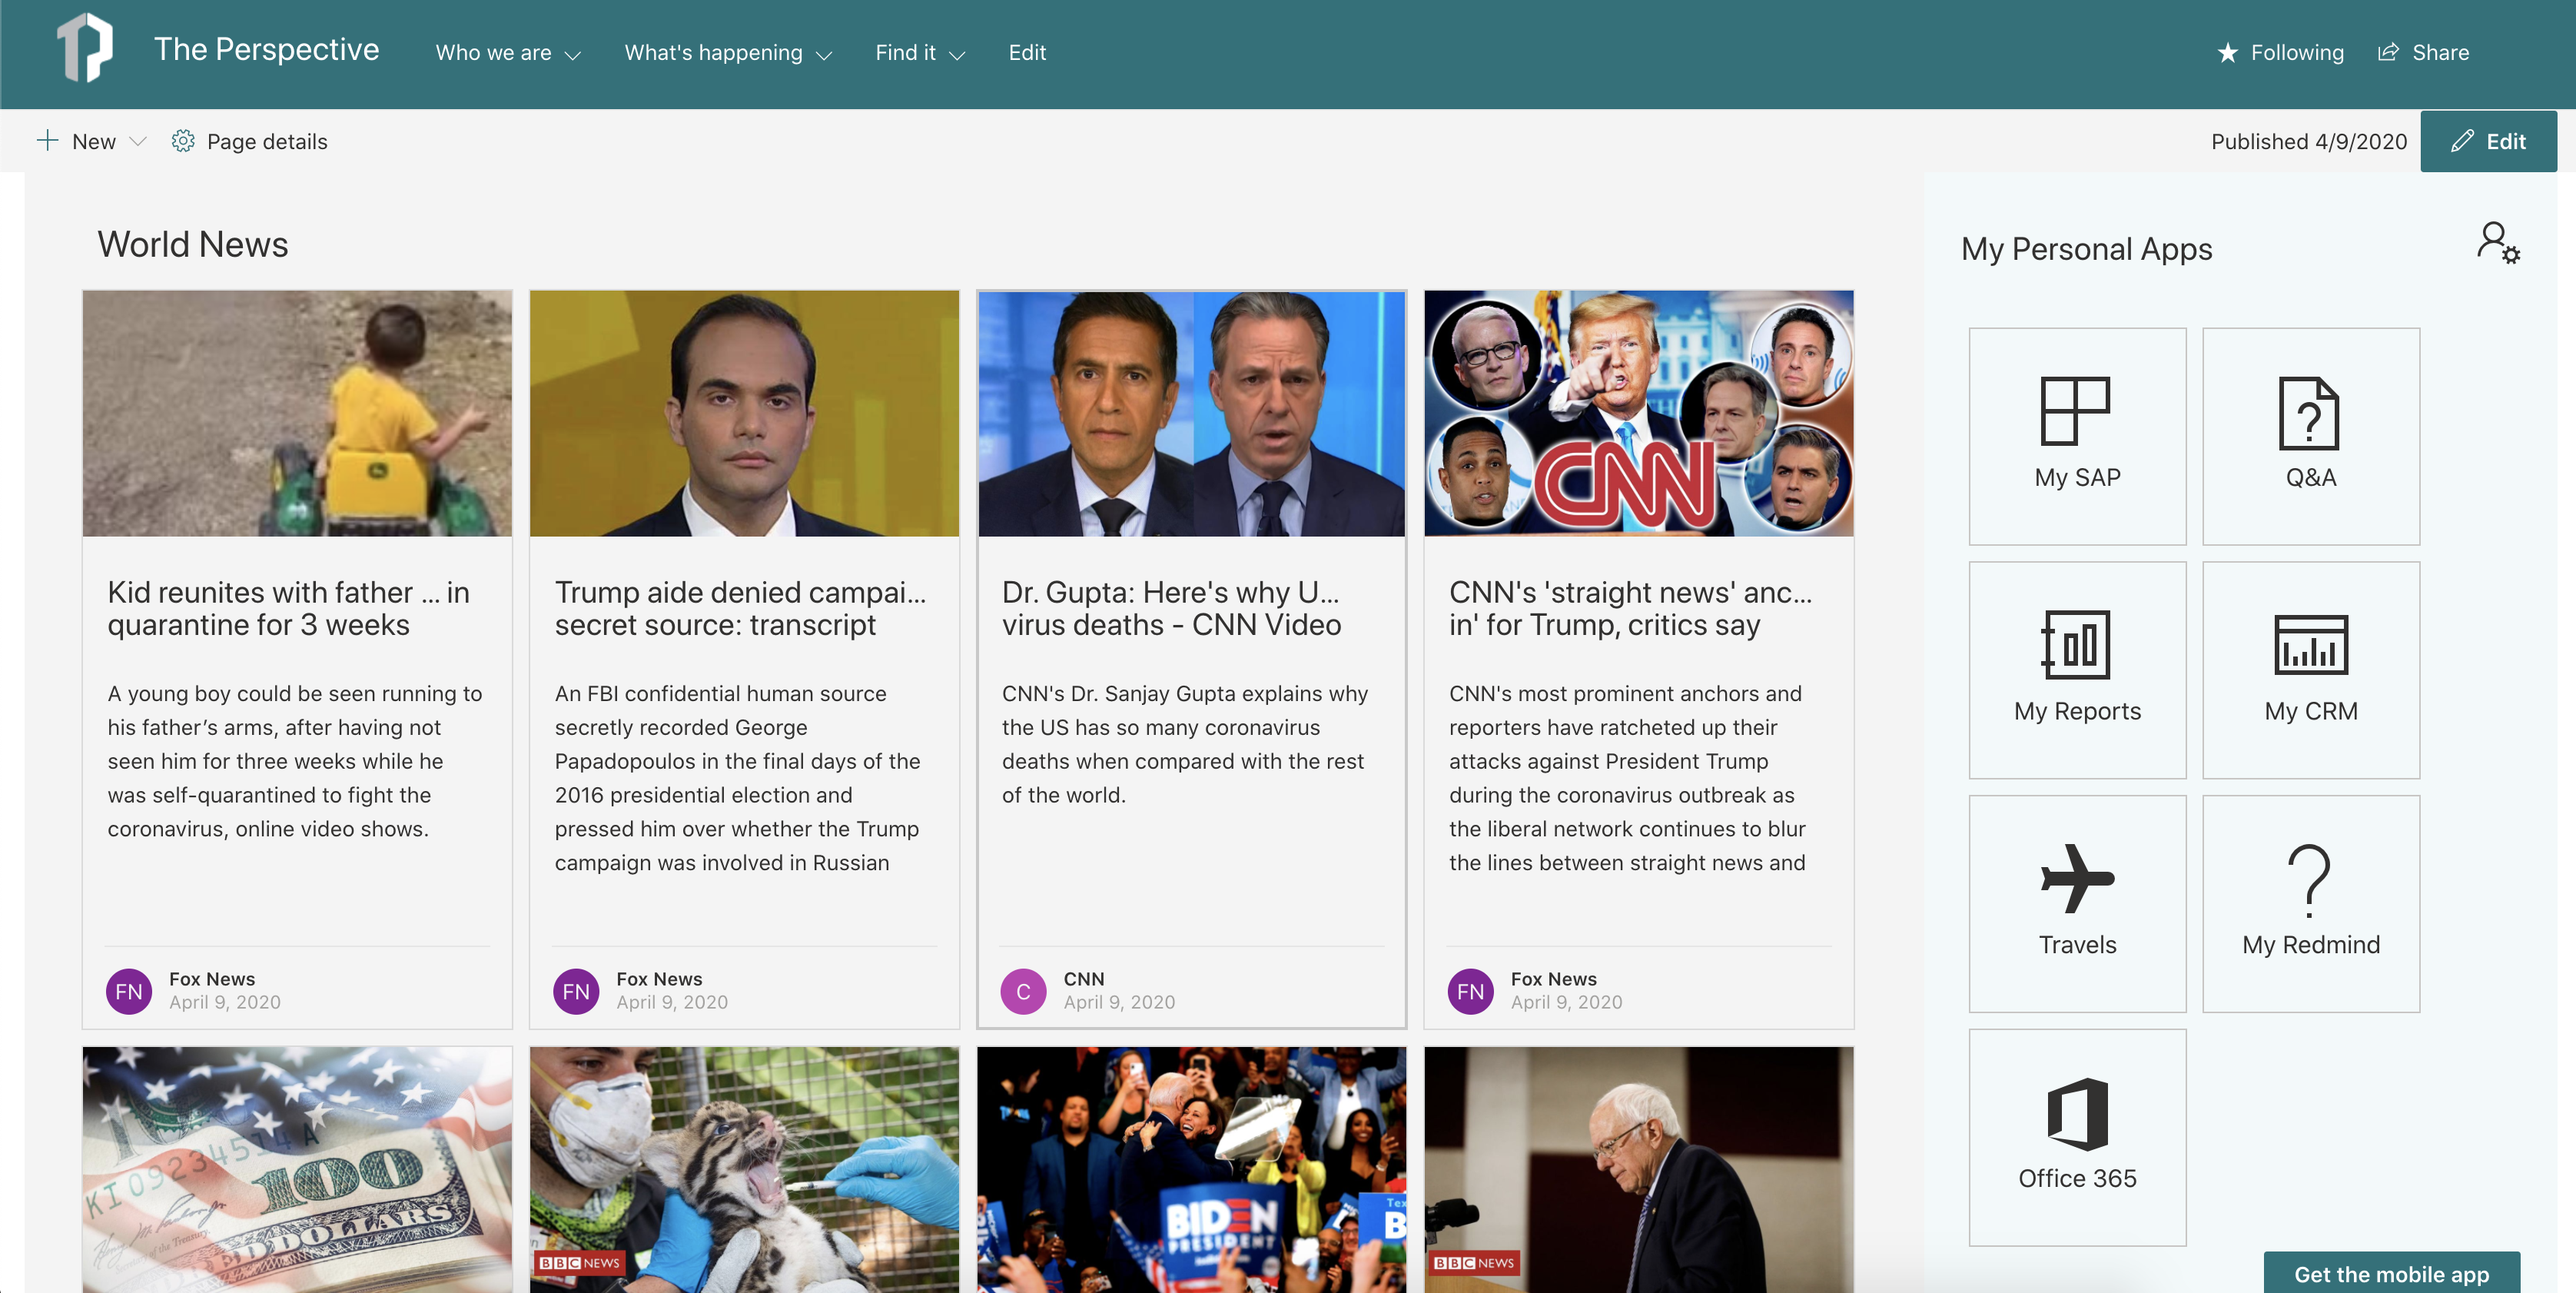 The Perspective
Who we are
What's happening
Find it
Edit
Following
Share
New
Page details
Published 4/9/2020
Edit
World News
Kid reunites with father ... in
quarantine for 3 weeks
A young boy could be seen running to
his father’s arms, after having not
seen him for three weeks while he
was self-quarantined to fight the
coronavirus, online video shows.
FN
Fox News
April 9, 2020
Trump aide denied campai...
secret source: transcript
An FBI confidential human source
secretly recorded George
Papadopoulos in the final days of the
2016 presidential election and
pressed him over whether the Trump
campaign was involved in Russian
FN
Fox News
April 9, 2020
Dr. Gupta: Here's why U...
virus deaths - CNN Video
CNN's Dr. Sanjay Gupta explains why
the US has so many coronavirus
deaths when compared with the rest
of the world.
C
CNN
April 9, 2020
CNN
CNN's 'straight news' anc...
in' for Trump, critics say
CNN's most prominent anchors and
reporters have ratcheted up their
attacks against President Trump
during the coronavirus outbreak as
the liberal network continues to blur
the lines between straight news and
FN
Fox News
April 9, 2020
100
DOLLARS
BBC NEWS
BIDEN
PRESIDENT
BBC NEWS
My Personal Apps
My SAP
Q&A
My Reports
My CRM
Travels
My Redmind
Office 365
Get the mobile app